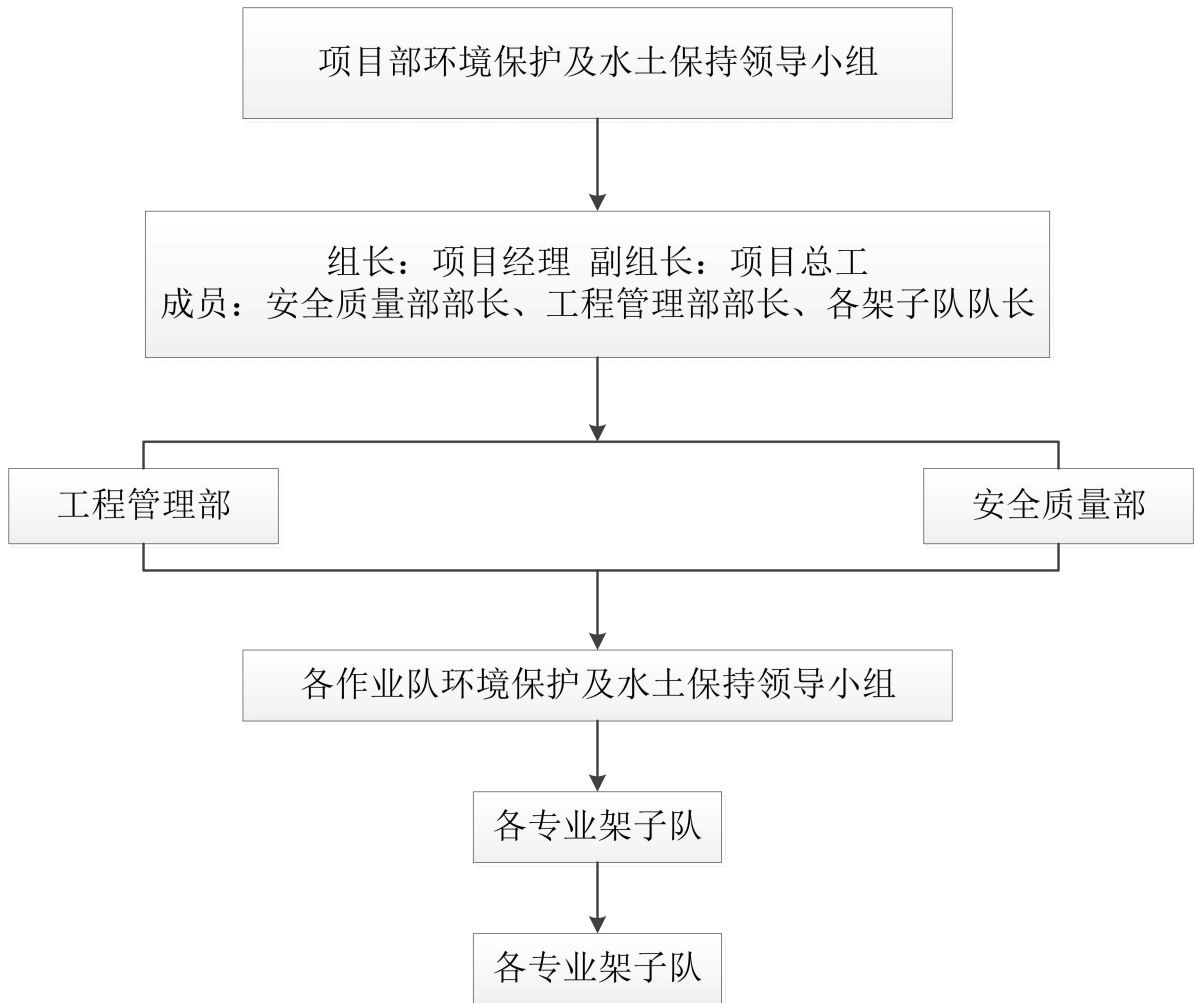 项目部环境保护及水土保持领导小组
组长：项目经理 副组长：项目总工
成员：安全质量部部长、工程管理部部长、各架子队队长
工程管理部
安全质量部
各作业队环境保护及水土保持领导小组
各专业架子队
各专业架子队